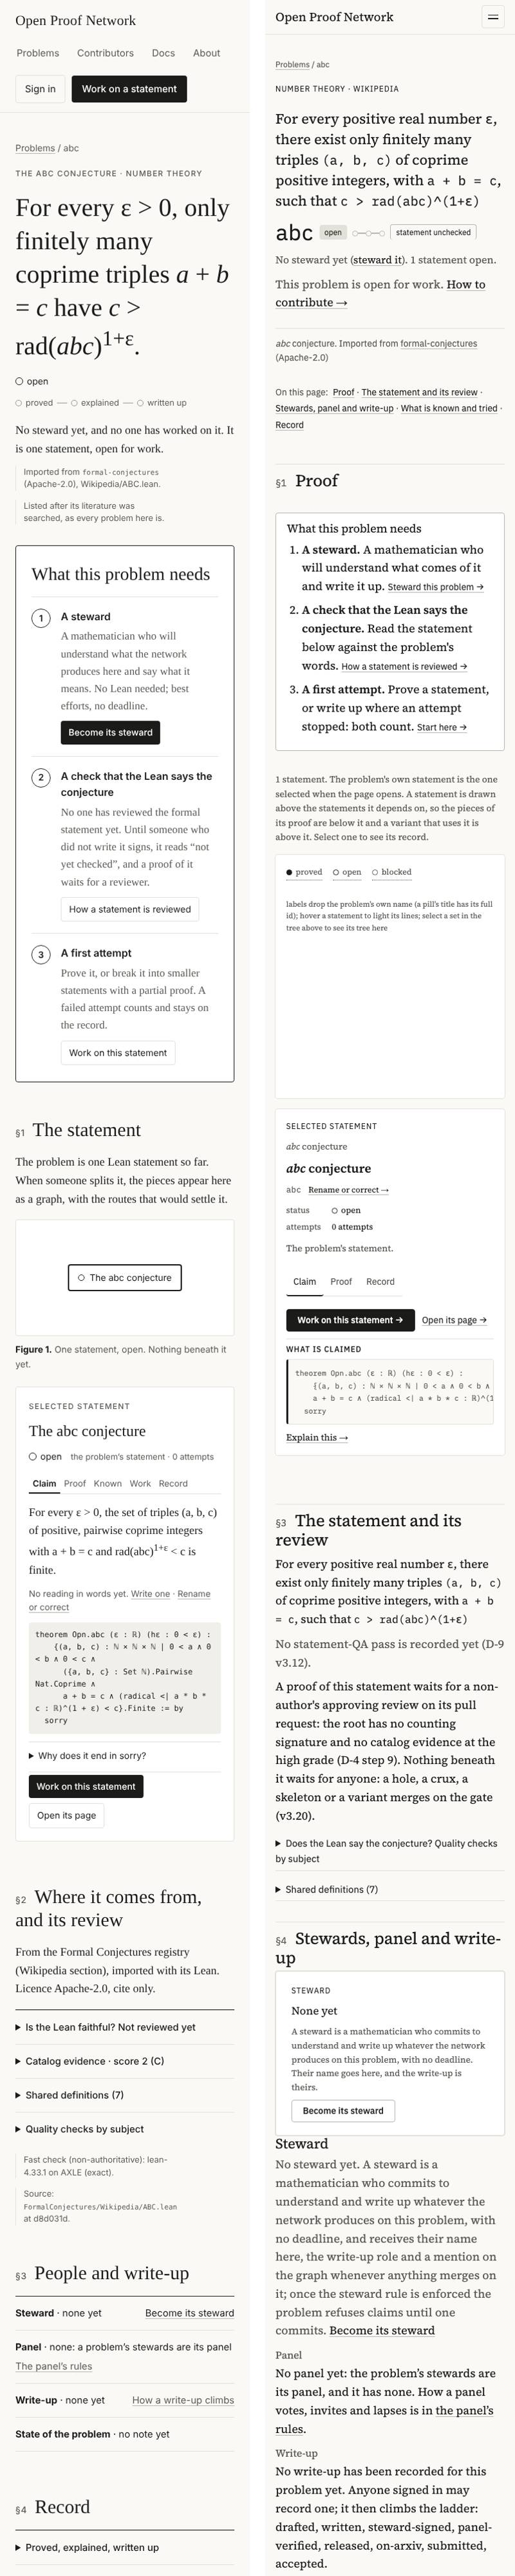 Open Proof Network
Problems Contributors Docs About
Sign in Work on a statement
Problems / abc
THE ABC CONJECTURE · NUMBER THEORY
For every ε > 0, only
finitely many
coprime triples a + b
= c have c >
rad(abc)^1+ε.
open
proved — explained — written up
No steward yet, and no one has worked on it. It
is one statement, open for work.
Imported from formal-conjectures
(Apache-2.0), Wikipedia/ABC.lean.
Listed after its literature was
searched, as every problem here is.
What this problem needs
1 A steward
A mathematician who will
understand what the network
produces here and say what it
means. No Lean needed; best
efforts, no deadline.
Become its steward
2 A check that the Lean says the
conjecture
No one has reviewed the formal
statement yet. Until someone who
did not write it signs, it reads “not
yet checked”, and a proof of it
waits for a reviewer.
How a statement is reviewed
3 A first attempt
Prove it, or break it into smaller
statements with a partial proof. A
failed attempt counts and stays on
the record.
Work on this statement
§1 The statement
The problem is one Lean statement so far.
When someone splits it, the pieces appear here
as a graph, with the routes that would settle it.
The abc conjecture
Figure 1. One statement, open. Nothing beneath it
yet.
SELECTED STATEMENT
The abc conjecture
open the problem’s statement · 0 attempts
Claim Proof Known Work Record
For every ε > 0, the set of triples (a, b, c)
of positive, pairwise coprime integers
with a + b = c and rad(abc)^1+ε < c is
finite.
No reading in words yet. Write one · Rename
or correct
theorem Opn.abc (ε : ℝ) (hε : 0 < ε) :
{(a, b, c) : ℕ × ℕ × ℕ | 0 < a ∧ 0
< b ∧ 0 < c ∧
({a, b, c} : Set ℕ).Pairwise
Nat.Coprime ∧
a + b = c ∧ (radical <| a * b *
c : ℝ)^(1 + ε) < c}.Finite := by
sorry
Why does it end in sorry?
Work on this statement
Open its page
§2 Where it comes from,
and its review
From the Formal Conjectures registry
(Wikipedia section), imported with its Lean.
Licence Apache-2.0, cite only.
Is the Lean faithful? Not reviewed yet
Catalog evidence · score 2 (C)
Shared definitions (7)
Quality checks by subject
Fast check (non-authoritative): lean-
4.33.1 on AXLE (exact).
Source:
FormalConjectures/Wikipedia/ABC.lean
at d8d031d.
§3 People and write-up
Steward · none yet Become its steward
Panel · none: a problem’s stewards are its panel
The panel’s rules
Write-up · none yet How a write-up climbs
State of the problem · no note yet
§4 Record
Proved, explained, written up
Open Proof Network
Problems / abc
NUMBER THEORY · WIKIPEDIA
For every positive real number ε,
there exist only finitely many
triples (a, b, c) of coprime
positive integers, with a + b = c,
such that c > rad(abc)^(1+ε)
abc open statement unchecked
No steward yet (steward it). 1 statement open.
This problem is open for work. How to
contribute →
abc conjecture. Imported from formal-conjectures
(Apache-2.0)
On this page: Proof · The statement and its review ·
Stewards, panel and write-up · What is known and tried ·
Record
§1 Proof
What this problem needs
1. A steward. A mathematician who
will understand what comes of it
and write it up. Steward this problem →
2. A check that the Lean says the
conjecture. Read the statement
below against the problem's
words. How a statement is reviewed →
3. A first attempt. Prove a statement,
or write up where an attempt
stopped: both count. Start here →
1 statement. The problem's own statement is the one
selected when the page opens. A statement is drawn
above the statements it depends on, so the pieces of
its proof are below it and a variant that uses it is
above it. Select one to see its record.
proved open blocked
labels drop the problem's own name (a pill's title has its full
id); hover a statement to light its lines; select a set in the
tree above to see its tree here
SELECTED STATEMENT
abc conjecture
abc conjecture
abc Rename or correct →
status open
attempts 0 attempts
The problem's statement.
Claim Proof Record
Work on this statement → Open its page →
WHAT IS CLAIMED
theorem Opn.abc (ε : ℝ) (hε : 0 < ε) :
{(a, b, c) : ℕ × ℕ × ℕ | 0 < a ∧ 0 < b ∧
a + b = c ∧ (radical <| a * b * c : ℝ)^(1
sorry
Explain this →
§3 The statement and its
review
For every positive real number ε, there
exist only finitely many triples (a, b, c)
of coprime positive integers, with a + b
= c, such that c > rad(abc)^(1+ε)
No statement-QA pass is recorded yet (D-9
v3.12).
A proof of this statement waits for a non-
author's approving review on its pull
request: the root has no counting
signature and no catalog evidence at the
high grade (D-4 step 9). Nothing beneath
it waits for anyone: a hole, a crux, a
skeleton or a variant merges on the gate
(v3.20).
Does the Lean say the conjecture? Quality checks
by subject
Shared definitions (7)
§4 Stewards, panel and write-
up
STEWARD
None yet
A steward is a mathematician who commits to
understand and write up whatever the network
produces on this problem, with no deadline.
Their name goes here, and the write-up is
theirs.
Become its steward
Steward
No steward yet. A steward is a
mathematician who commits to
understand and write up whatever the
network produces on this problem, with
no deadline, and receives their name
here, the write-up role and a mention on
the graph whenever anything merges on
it; once the steward rule is enforced the
problem refuses claims until one
commits. Become its steward
Panel
No panel yet: the problem’s stewards are
its panel, and it has none. How a panel
votes, invites and lapses is in the panel’s
rules.
Write-up
No write-up has been recorded for this
problem yet. Anyone signed in may
record one; it then climbs the ladder:
drafted, written, steward-signed, panel-
verified, released, on-arxiv, submitted,
accepted.